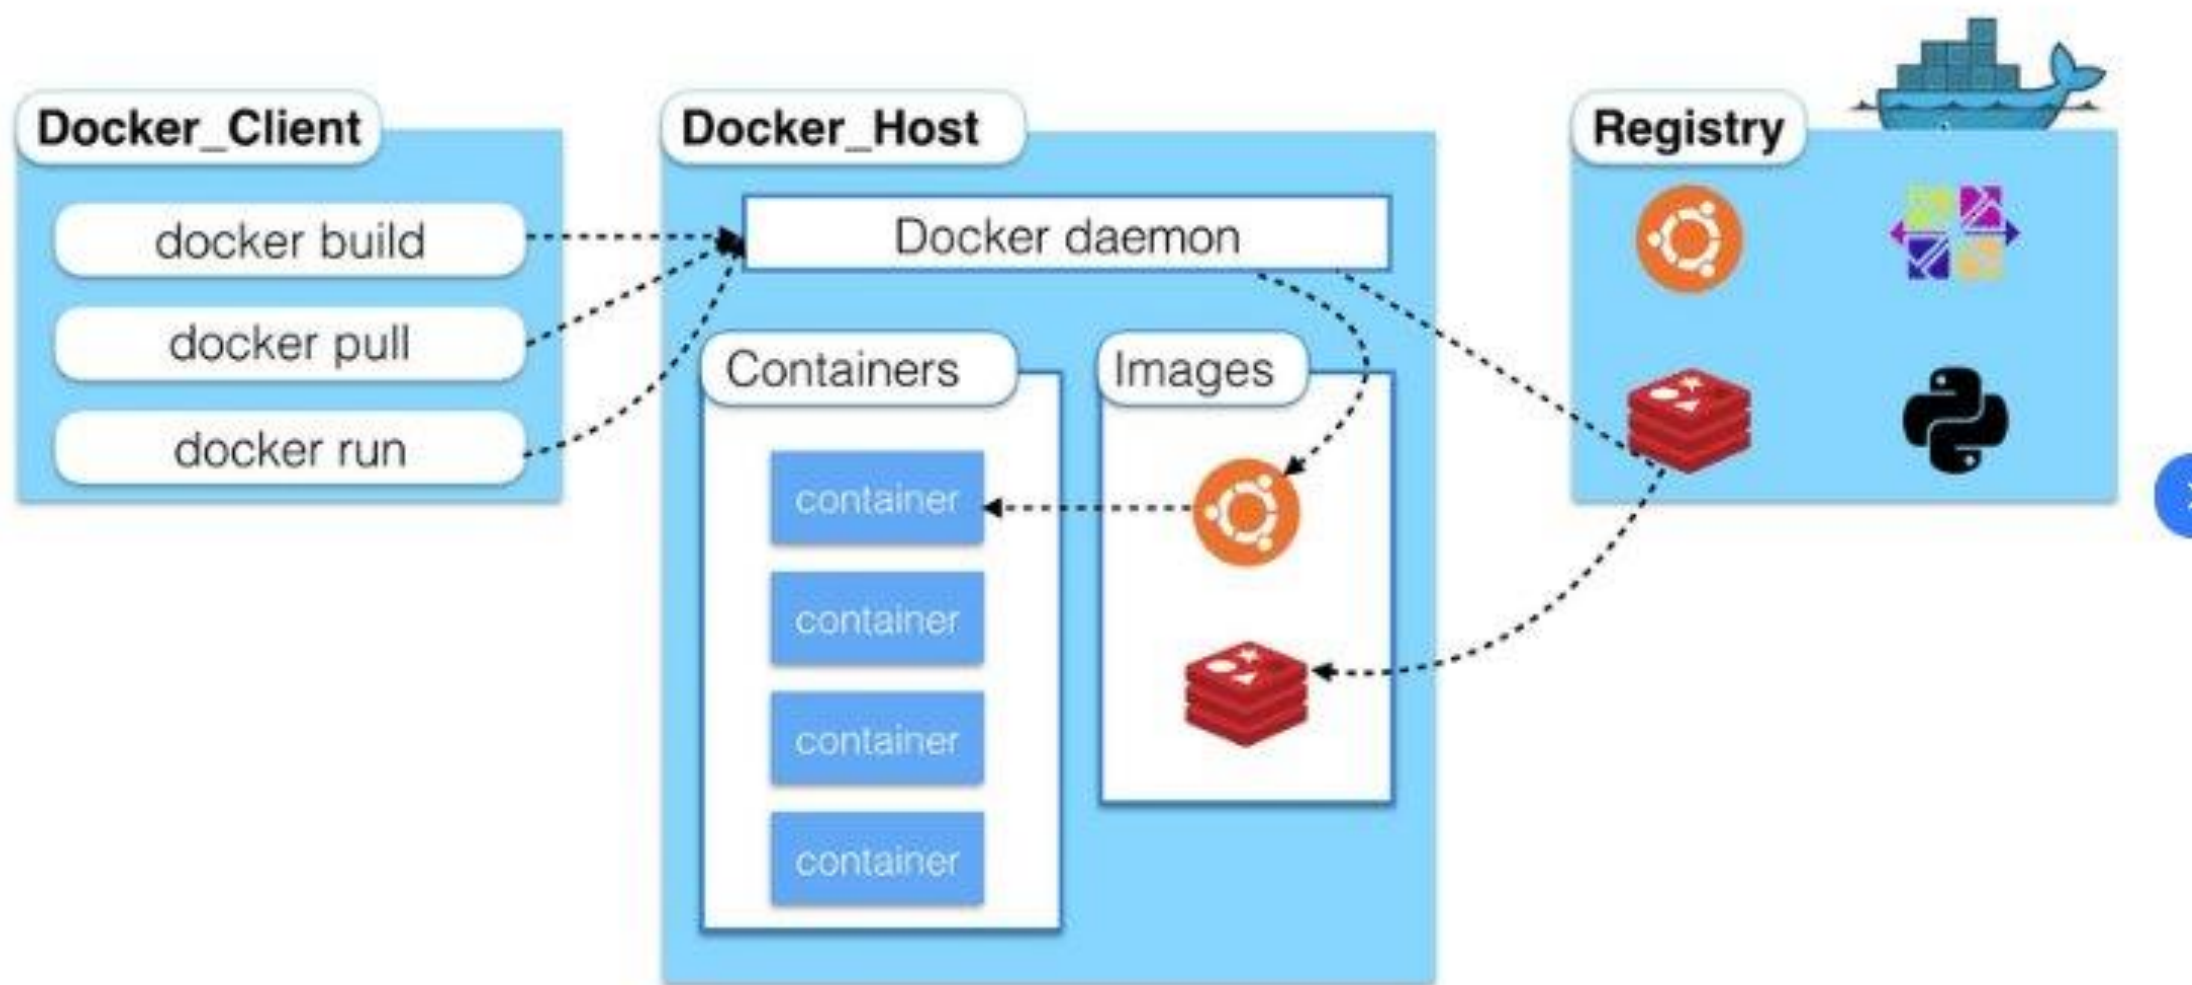 Docker_Client
docker build
docker pull
docker run
Docker_Host
Docker daemon
Containers
container
container
container
container
Images
Registry